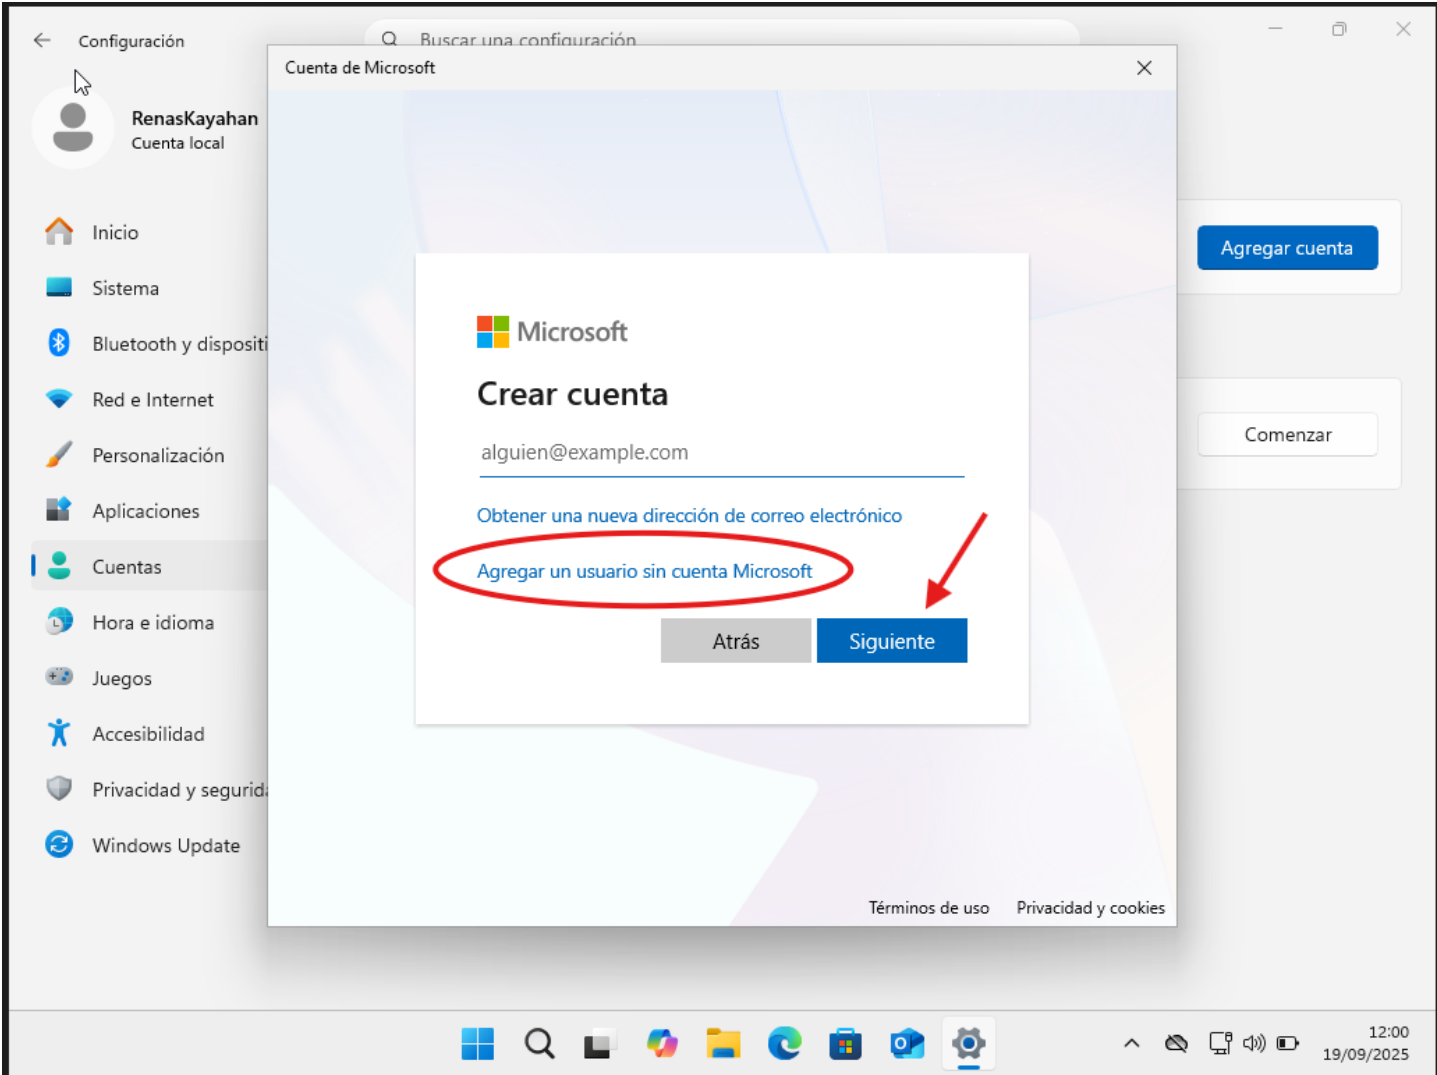 Configuración
Buscar una configuración
Cuenta de Microsoft
RenasKayahan
Cuenta local
Inicio
Sistema
Bluetooth y dispositi
Red e Internet
Personalización
Aplicaciones
Cuentas
Hora e idioma
Juegos
Accesibilidad
Privacidad y segurida
Windows Update
Agregar cuenta
Comenzar
Microsoft
Crear cuenta
alguien@example.com
Obtener una nueva dirección de correo electrónico
Agregar un usuario sin cuenta Microsoft
Atrás
Siguiente
Términos de uso
Privacidad y cookies
12:00
19/09/2025